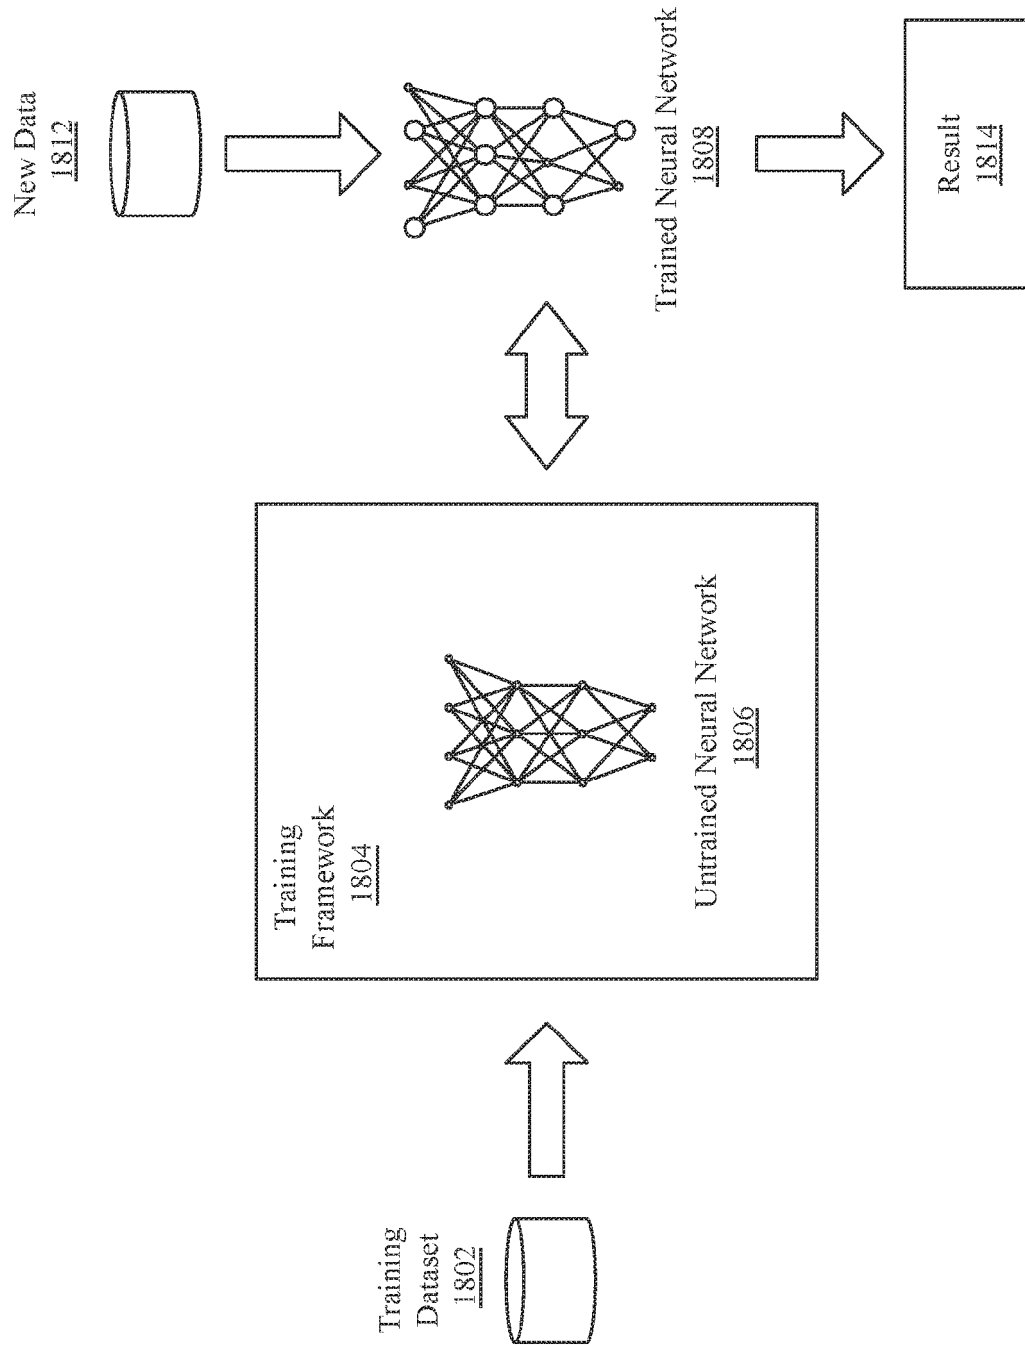 Training
Dataset
1802
Training
Framework
1804
Untrained Neural Network
1806
New Data
1812
Trained Neural Network
1808
Result
1814